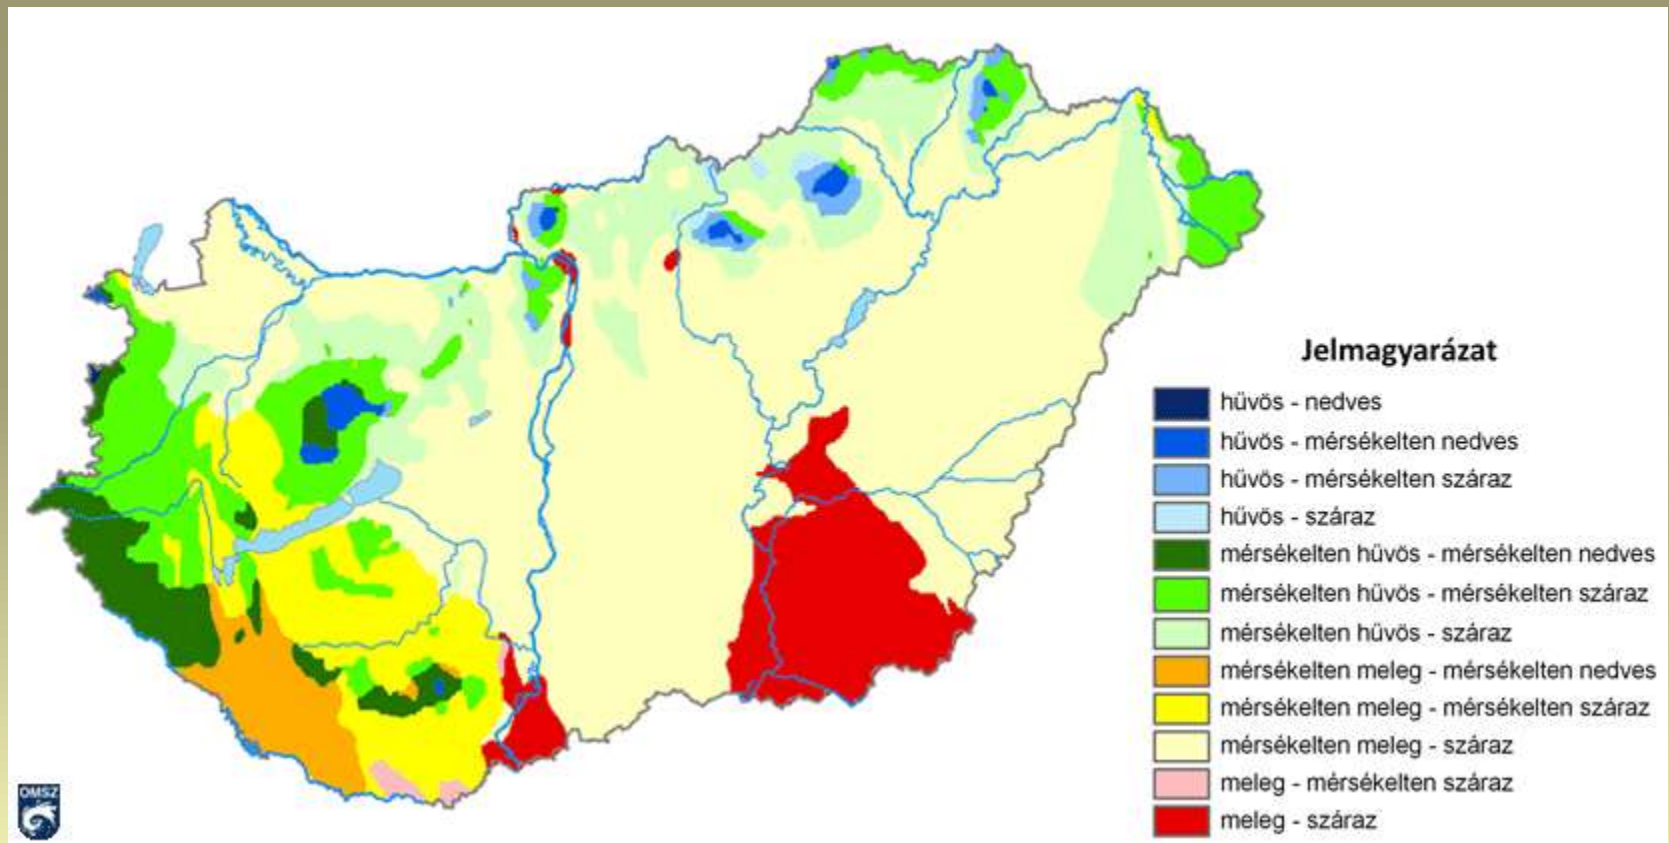 Jelmagyarázat
hűvös - nedves
hűvös - mérsékelten nedves
hűvös - mérsékelten száraz
hűvös - száraz
mérsékelten hűvös - mérsékelten nedves
mérsékelten hűvös - mérsékelten száraz
mérsékelten hűvös - száraz
mérsékelten meleg - mérsékelten nedves
mérsékelten meleg - mérsékelten száraz
mérsékelten meleg - száraz
meleg - mérsékelten száraz
meleg - száraz
OMSZ